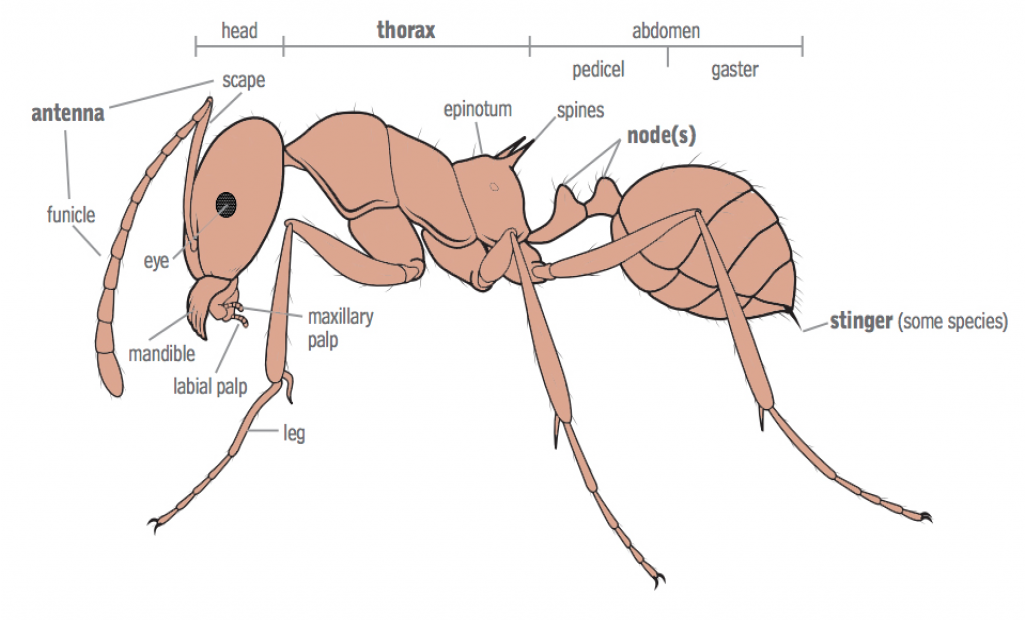 head
thorax
abdomen
pedicel
gaster
scape
antenna
epinotum
spines
node(s)
funicle
eye
maxillary
palp
stinger (some species)
mandible
labial palp
leg